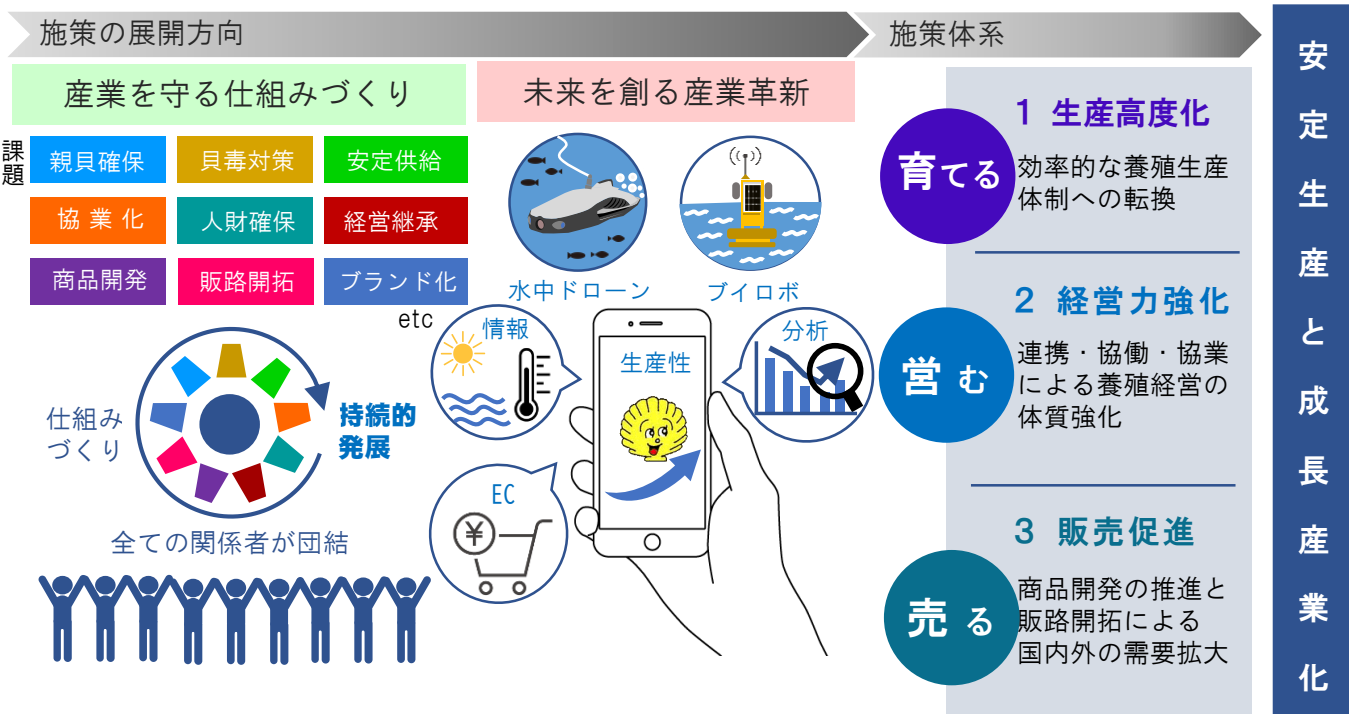 施策の展開方向
施策体系
産業を守る仕組みづくり
未来を創る産業革新
課題
親貝確保
貝毒対策
安定供給
協業化
人財確保
経営継承
商品開発
販路開拓
ブランド化
etc
仕組み
づくり
持続的
発展
全ての関係者が団結
水中ドローン
ブイロボ
情報
生産性
分析
EC
¥
育てる
1 生産高度化
効率的な養殖生産
体制への転換
営む
2 経営力強化
連携・協働・協業
による養殖経営の
体質強化
売る
3 販売促進
商品開発の推進と
販路開拓による
国内外の需要拡大
安定生産と成長産業化